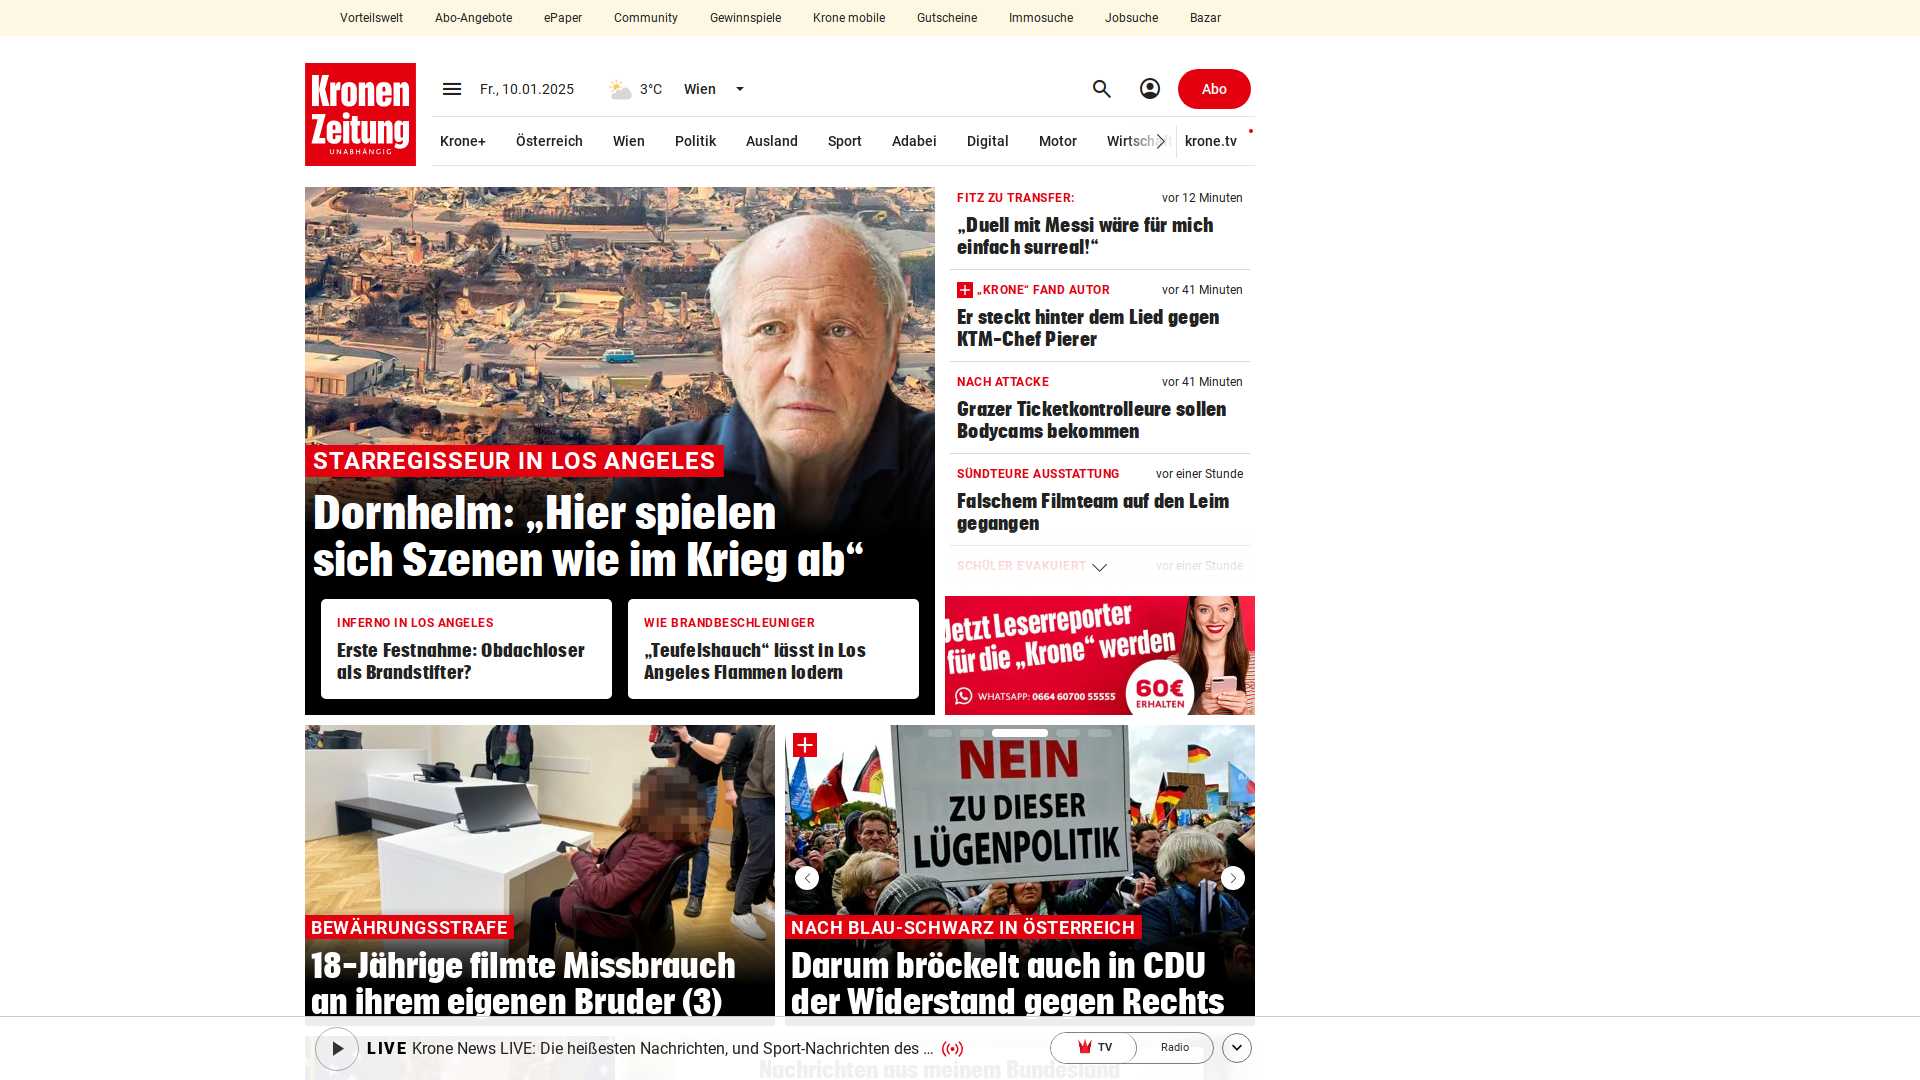 Vorteilswelt Abo-Angebote ePaper Community Gewinnspiele Krone mobile Gutscheine Immosuche Jobsuche Bazar
Kronen
Zeitung
UNABHÄNGIG
Fr., 10.01.2025 3°C Wien Abo
Krone+ Österreich Wien Politik Ausland Sport Adabei Digital Motor Wirtschaft krone.tv
STARREGISSEUR IN LOS ANGELES
Dornhelm: „Hier spielen
sich Szenen wie im Krieg ab“
INFERNO IN LOS ANGELES
Erste Festnahme: Obdachloser
als Brandstifter?
WIE BRANDBESCHLEUNIGER
„Teufelshauch“ lässt in Los
Angeles Flammen lodern
FITZ ZU TRANSFER: vor 12 Minuten
„Duell mit Messi wäre für mich
einfach surreal!“
„KRONE“ FAND AUTOR vor 41 Minuten
Er steckt hinter dem Lied gegen
KTM-Chef Pierer
NACH ATTACKE vor 41 Minuten
Grazer Ticketkontrolleure sollen
Bodycams bekommen
SÜNDTEURE AUSSTATTUNG vor einer Stunde
Falschem Filmteam auf den Leim
gegangen
SCHÜLER EVAKUIERT vor einer Stunde
Jetzt Leserreporter
für die „Krone“ werden
WHATSAPP: 0664 60700 55555
60€
ERHALTEN
BEWÄHRUNGSSTRAFE
18-Jährige filmte Missbrauch
an ihrem eigenen Bruder (3)
NEIN
ZU DIESER
LÜGENPOLITIK
NACH BLAU-SCHWARZ IN ÖSTERREICH
Darum bröckelt auch in CDU
der Widerstand gegen Rechts
LIVE Krone News LIVE: Die heißesten Nachrichten, und Sport-Nachrichten des ... TV Radio
Nachrichten aus meinem Bundesland